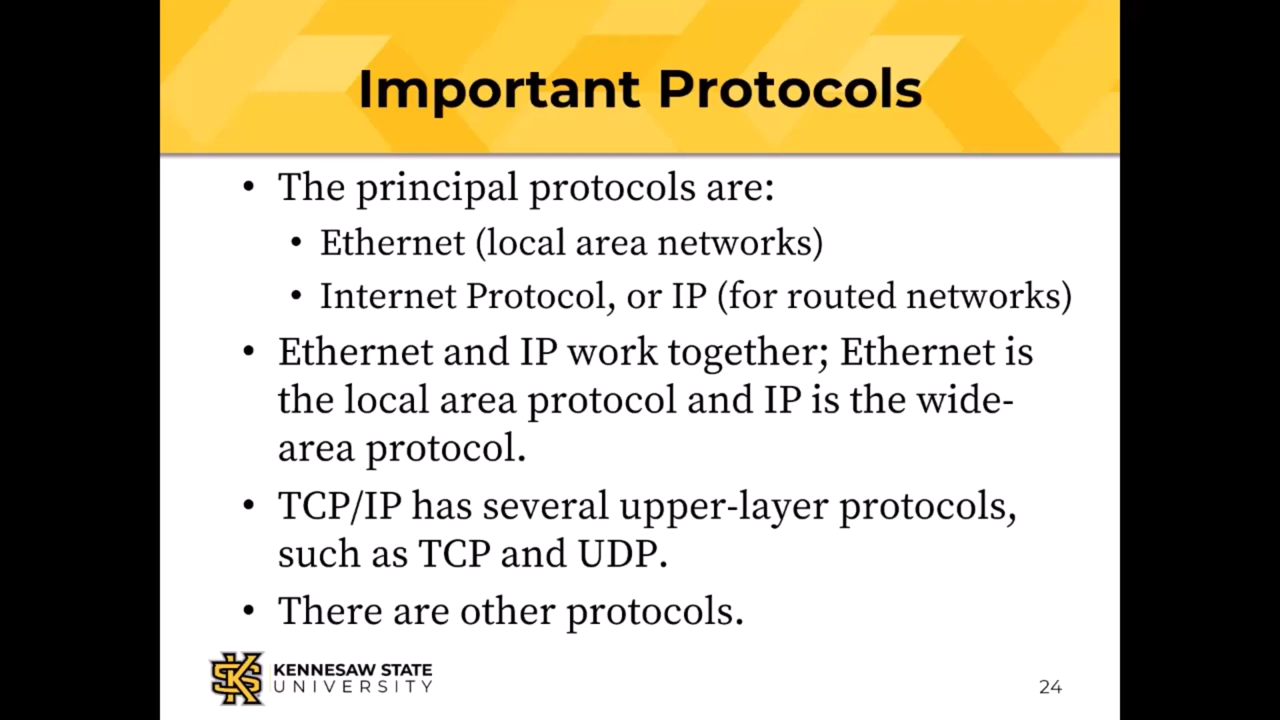 Important Protocols
• The principal protocols are:
• Ethernet (local area networks)
• Internet Protocol, or IP (for routed networks)
• Ethernet and IP work together; Ethernet is
the local area protocol and IP is the wide-
area protocol.
• TCP/IP has several upper-layer protocols,
such as TCP and UDP.
• There are other protocols.
KENNESAW STATE
UNIVERSITY
24